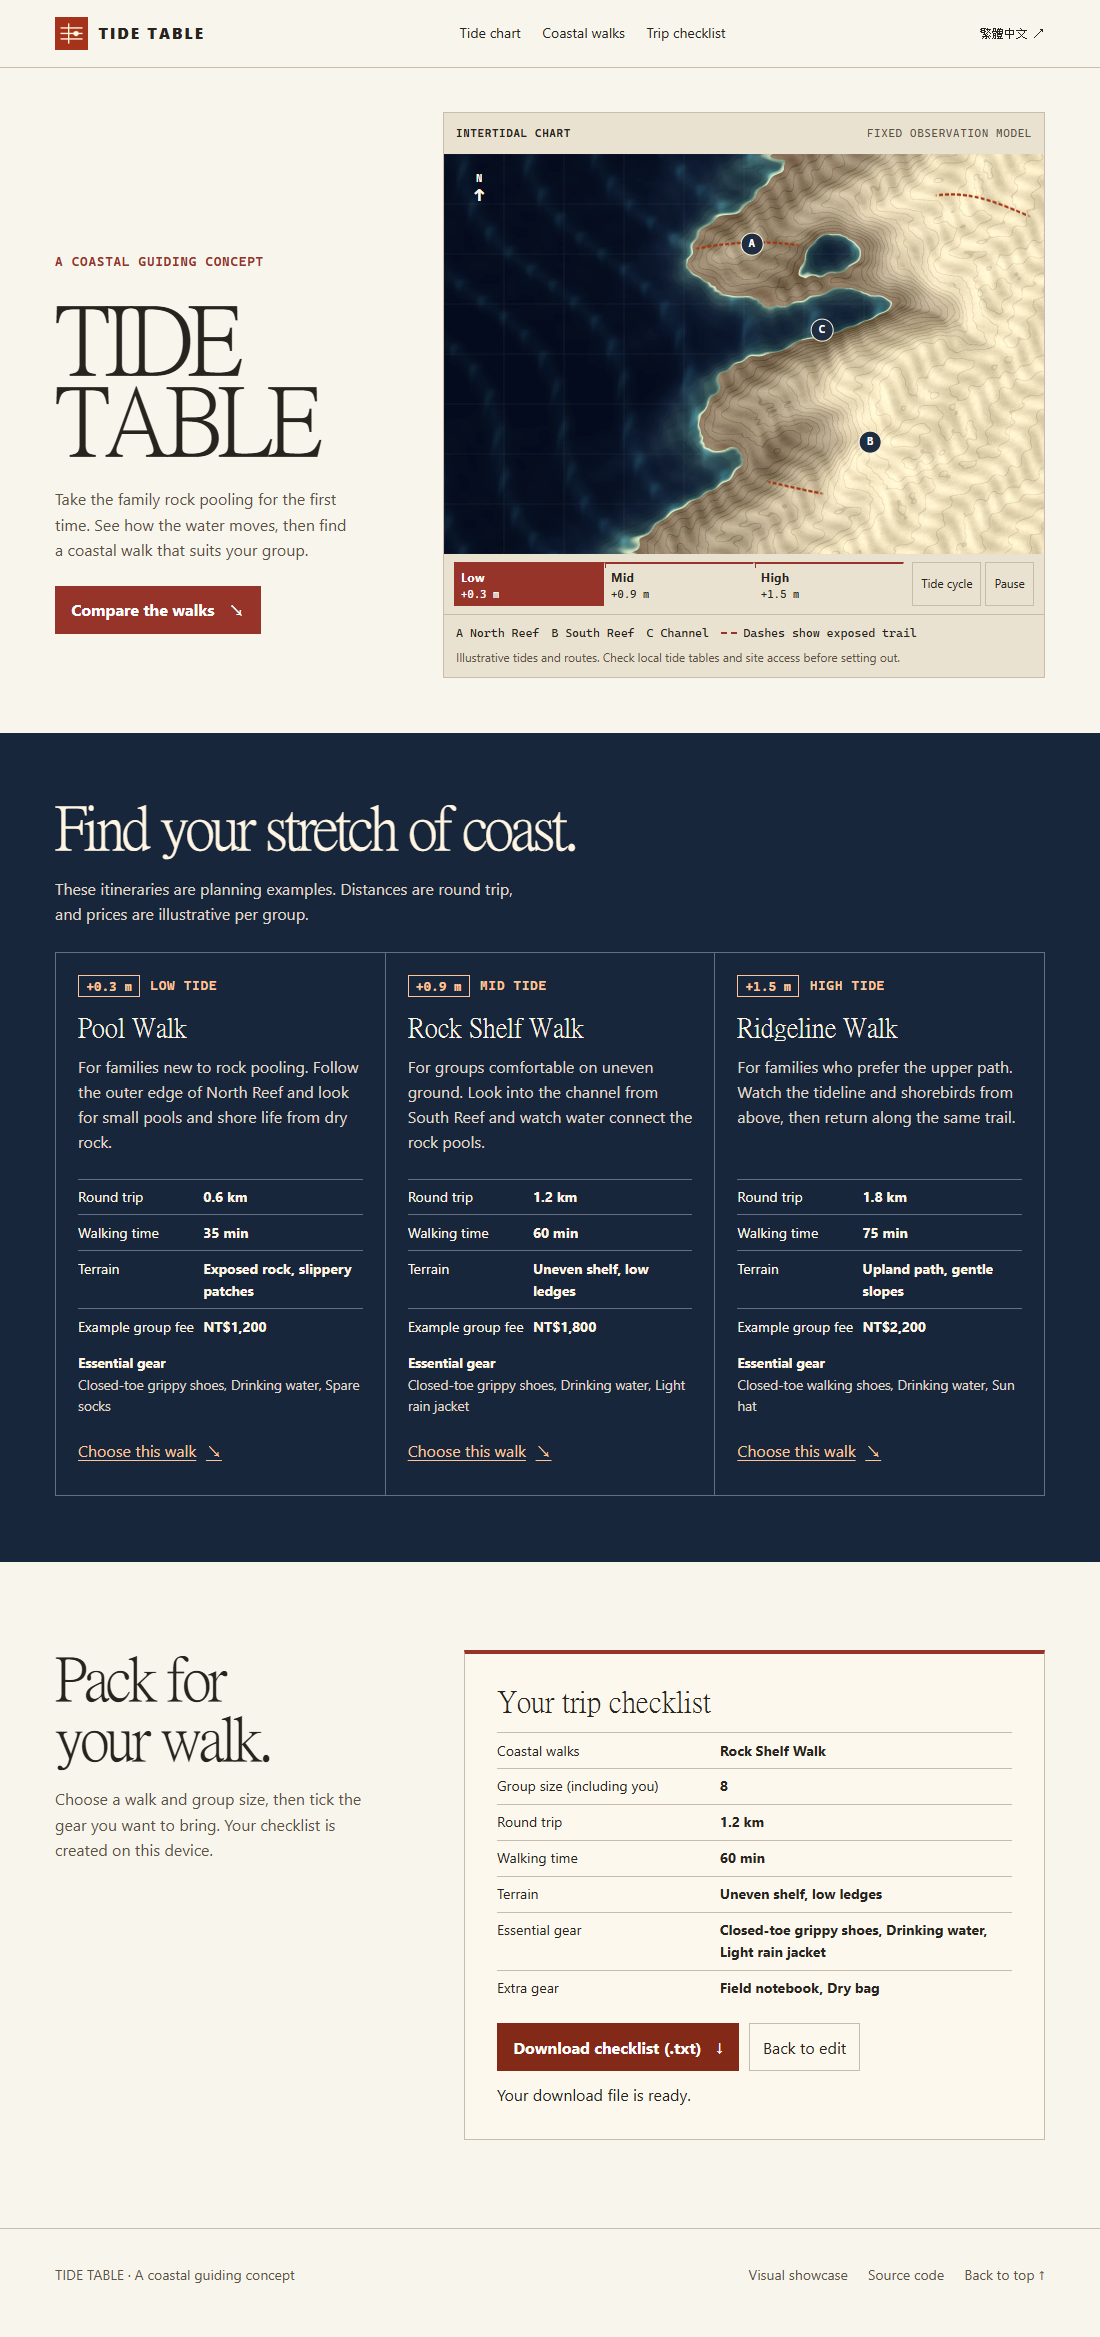 TIDE TABLE
Tide chart Coastal walks Trip checklist
繁體中文 ↗
INTERTIDAL CHART
FIXED OBSERVATION MODEL
N
A
C
B
A COASTAL GUIDING CONCEPT
TIDE
TABLE
Take the family rock pooling for the first
time. See how the water moves, then find
a coastal walk that suits your group.
Compare the walks ↘
Low
+0.3 m
Mid
+0.9 m
High
+1.5 m
Tide cycle
Pause
A North Reef B South Reef C Channel Dashes show exposed trail
Illustrative tides and routes. Check local tide tables and site access before setting out.
Find your stretch of coast.
These itineraries are planning examples. Distances are round trip,
and prices are illustrative per group.
+0.3 m LOW TIDE
Pool Walk
For families new to rock pooling. Follow
the outer edge of North Reef and look
for small pools and shore life from dry
rock.
Round trip 0.6 km
Walking time 35 min
Terrain Exposed rock, slippery
patches
Example group fee NT$1,200
Essential gear
Closed-toe grippy shoes, Drinking water, Spare
socks
Choose this walk ↘
+0.9 m MID TIDE
Rock Shelf Walk
For groups comfortable on uneven
ground. Look into the channel from
South Reef and watch water connect the
rock pools.
Round trip 1.2 km
Walking time 60 min
Terrain Uneven shelf, low
ledges
Example group fee NT$1,800
Essential gear
Closed-toe grippy shoes, Drinking water, Light
rain jacket
Choose this walk ↘
+1.5 m HIGH TIDE
Ridgeline Walk
For families who prefer the upper path.
Watch the tideline and shorebirds from
above, then return along the same trail.
Round trip 1.8 km
Walking time 75 min
Terrain Upland path, gentle
slopes
Example group fee NT$2,200
Essential gear
Closed-toe walking shoes, Drinking water, Sun
hat
Choose this walk ↘
Pack for
your walk.
Choose a walk and group size, then tick the
gear you want to bring. Your checklist is
created on this device.
Your trip checklist
Coastal walks Rock Shelf Walk
Group size (including you) 8
Round trip 1.2 km
Walking time 60 min
Terrain Uneven shelf, low ledges
Essential gear Closed-toe grippy shoes, Drinking water,
Light rain jacket
Extra gear Field notebook, Dry bag
Download checklist (.txt) ↓
Back to edit
Your download file is ready.
TIDE TABLE · A coastal guiding concept
Visual showcase Source code Back to top ↑